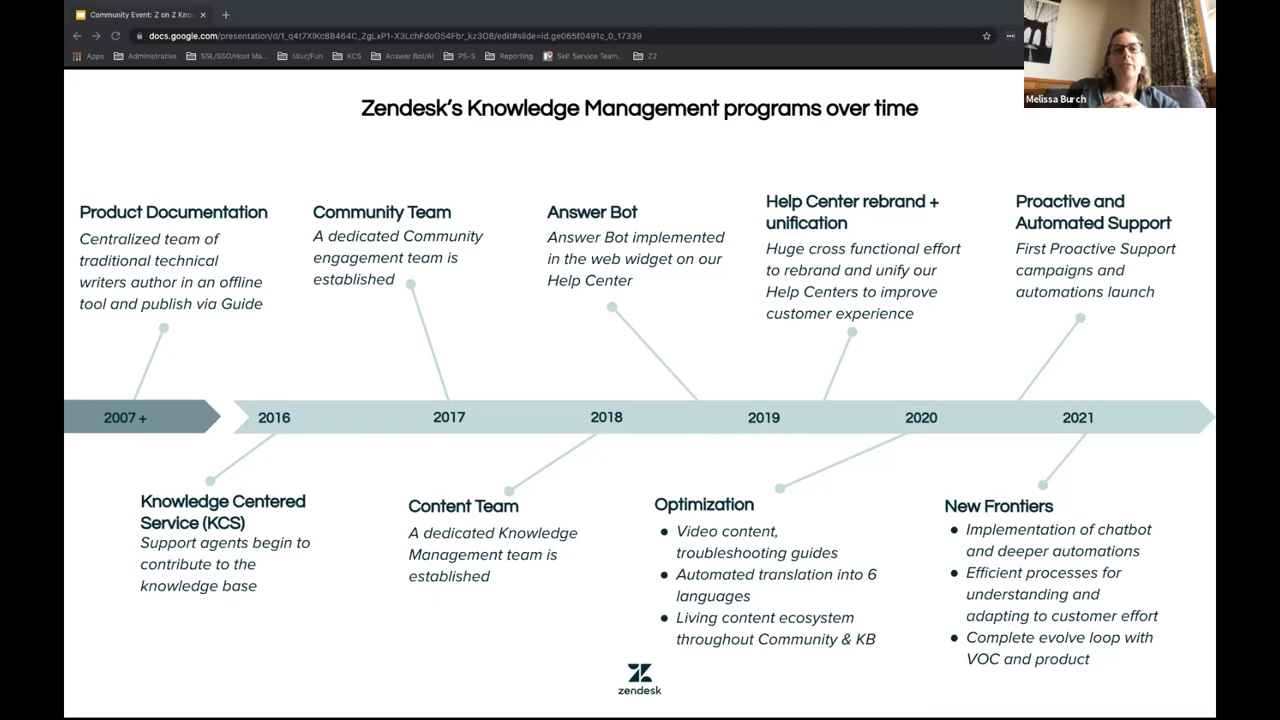 Community Event: Z on Z Kno
docs.google.com/presentation/d/1_q4t7XlKc88464C_ZgLxP1-X3LchFdoG54Fbr_kz3O8/edit#slide=id.ge065f0491c_0_17339
Apps Administrative SSL/SSO/Host Ma... Misc/Fun KCS Answer Bot/AI PS-S Reporting Self Service Team... Z2
Melissa Burch
Zendesk's Knowledge Management programs over time
Product Documentation
Centralized team of
traditional technical
writers author in an offline
tool and publish via Guide
Community Team
A dedicated Community
engagement team is
established
Answer Bot
Answer Bot implemented
in the web widget on our
Help Center
Help Center rebrand +
unification
Huge cross functional effort
to rebrand and unify our
Help Centers to improve
customer experience
Proactive and
Automated Support
First Proactive Support
campaigns and
automations launch
2007 + 2016 2017 2018 2019 2020 2021
Knowledge Centered
Service (KCS)
Support agents begin to
contribute to the
knowledge base
Content Team
A dedicated Knowledge
Management team is
established
Optimization
● Video content,
troubleshooting guides
● Automated translation into 6
languages
● Living content ecosystem
throughout Community & KB
New Frontiers
● Implementation of chatbot
and deeper automations
● Efficient processes for
understanding and
adapting to customer effort
● Complete evolve loop with
VOC and product
zendesk